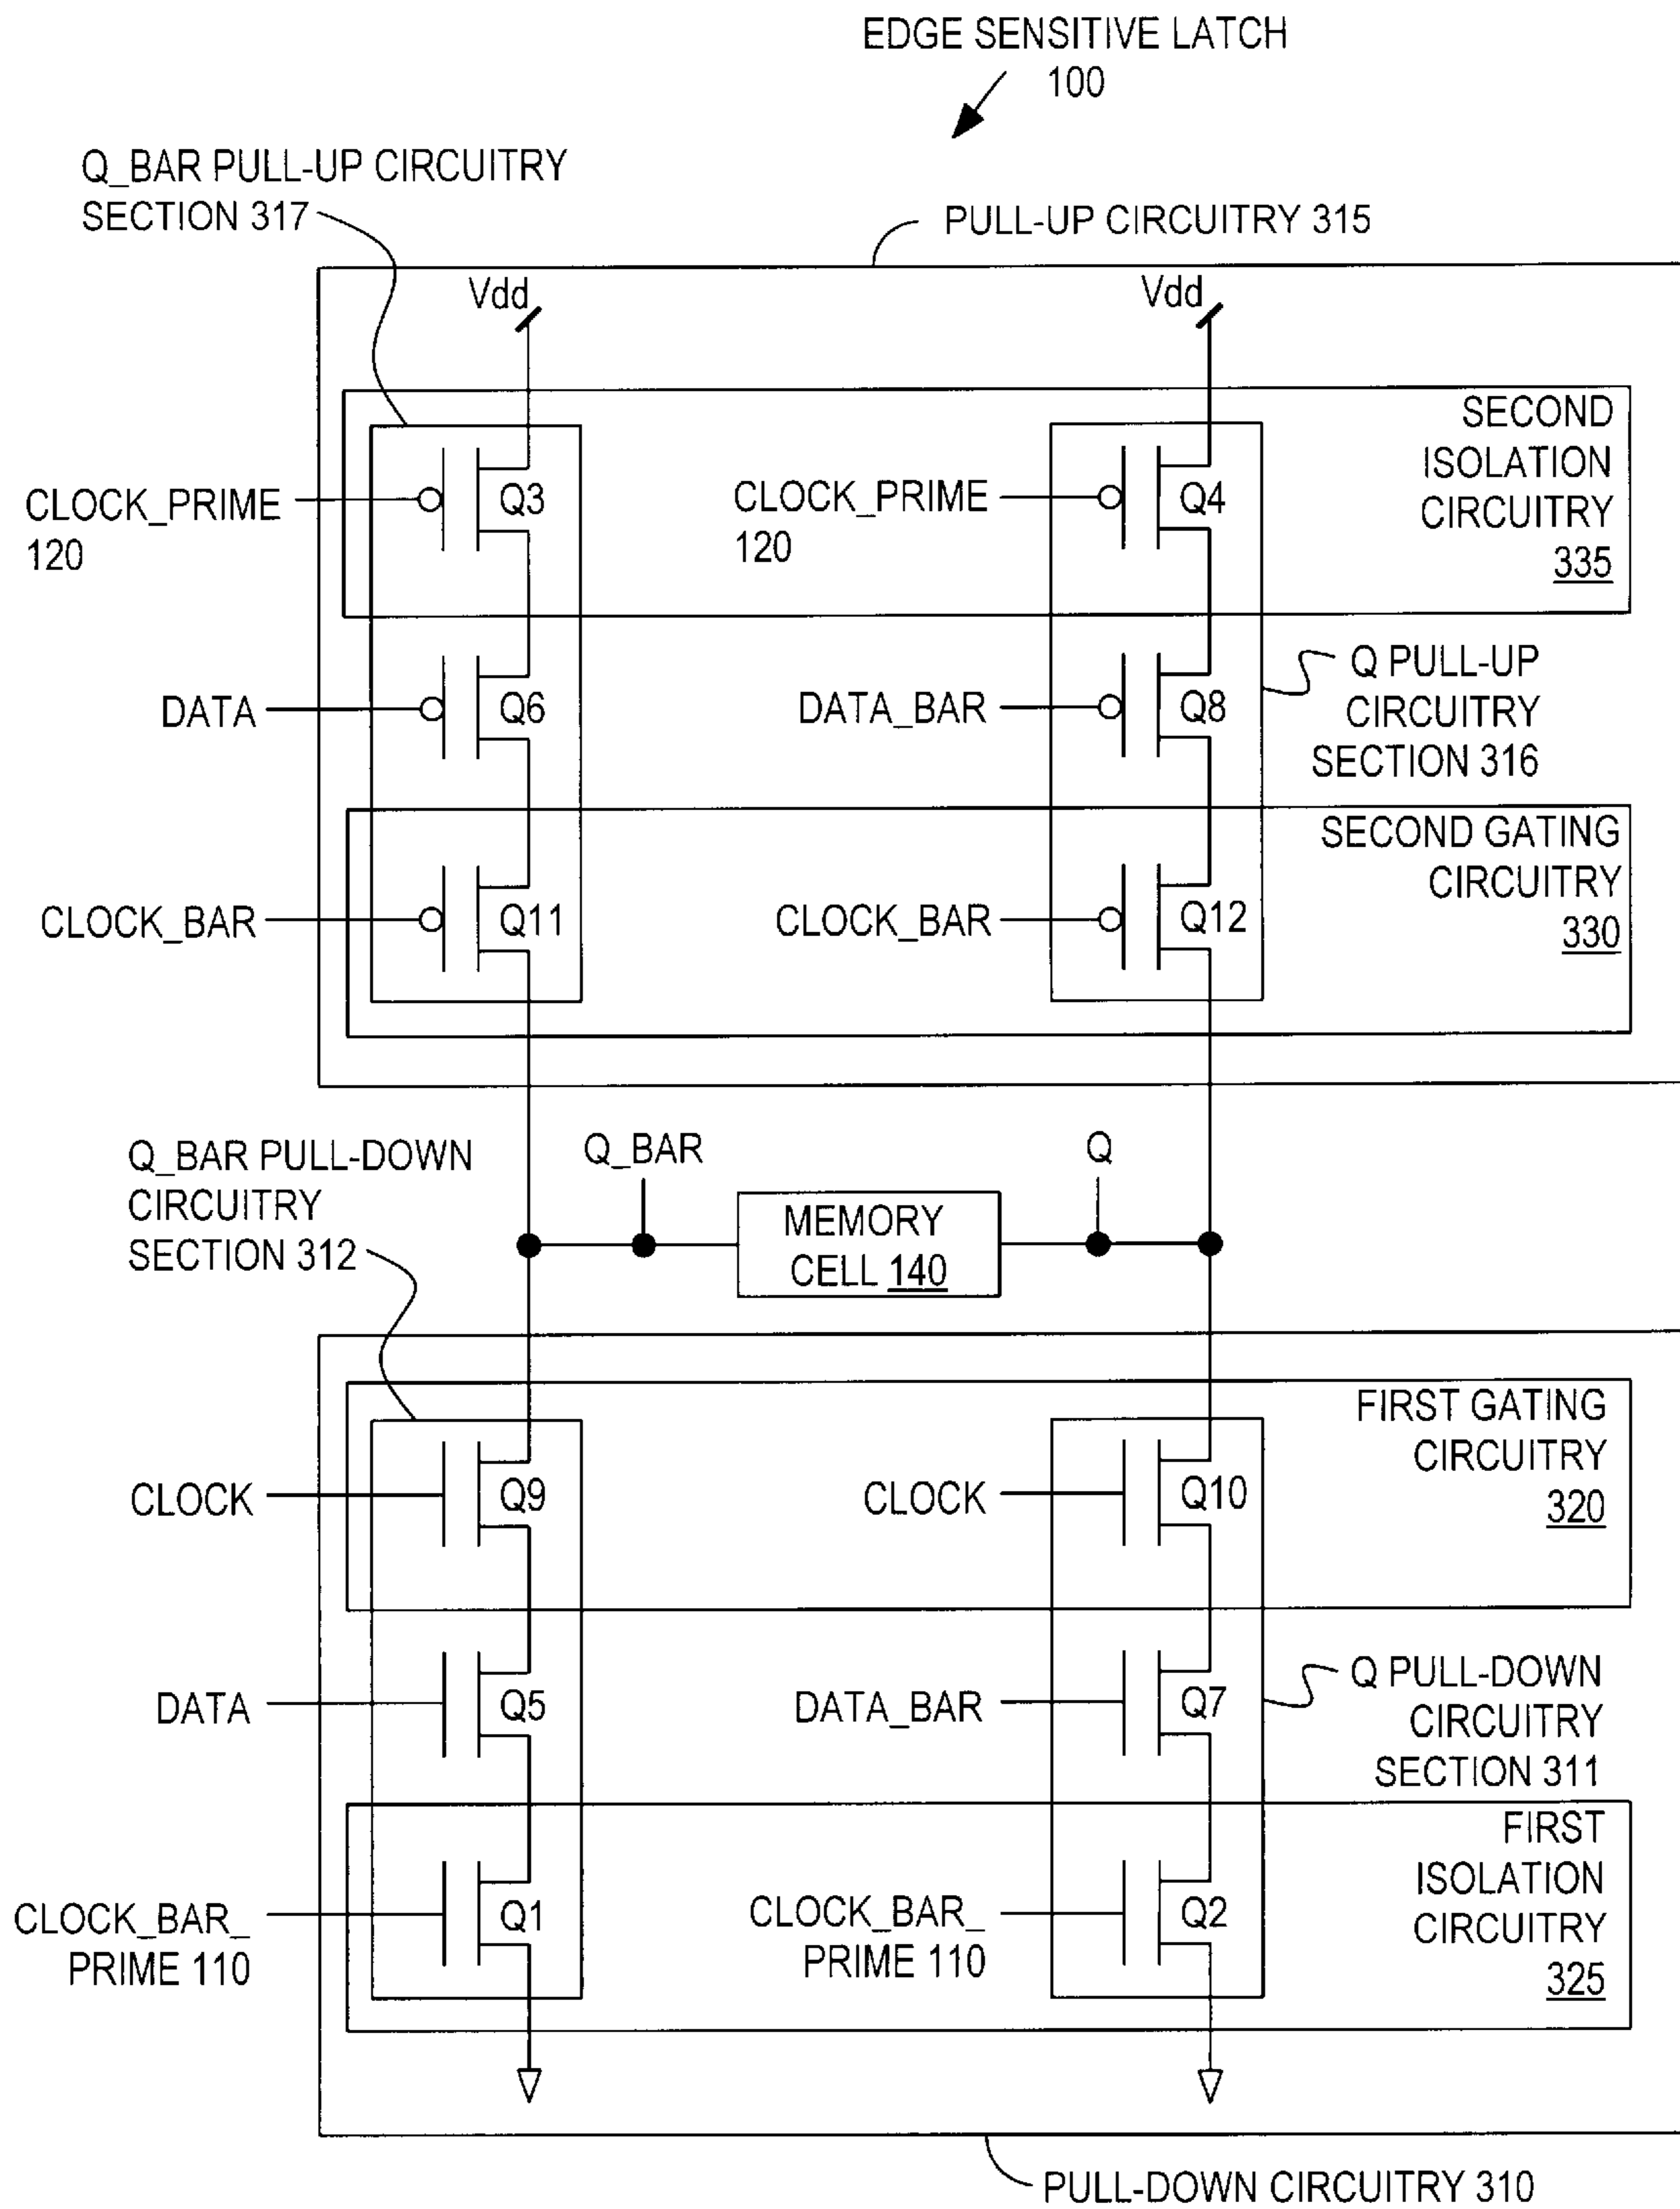 EDGE SENSITIVE LATCH
100
Q_BAR PULL-UP CIRCUITRY
SECTION 317
PULL-UP CIRCUITRY 315
Vdd
Vdd
SECOND
ISOLATION
CIRCUITRY
335
CLOCK_PRIME
120
Q3
CLOCK_PRIME
120
Q4
DATA
Q6
DATA_BAR
Q8
Q PULL-UP
CIRCUITRY
SECTION 316
SECOND GATING
CIRCUITRY
330
CLOCK_BAR
Q11
CLOCK_BAR
Q12
Q_BAR PULL-DOWN
CIRCUITRY
SECTION 312
Q_BAR
Q
MEMORY
CELL 140
FIRST GATING
CIRCUITRY
320
CLOCK
Q9
CLOCK
Q10
DATA
Q5
DATA_BAR
Q7
Q PULL-DOWN
CIRCUITRY
SECTION 311
FIRST
ISOLATION
CIRCUITRY
325
CLOCK_BAR_
PRIME 110
Q1
CLOCK_BAR_
PRIME 110
Q2
PULL-DOWN CIRCUITRY 310